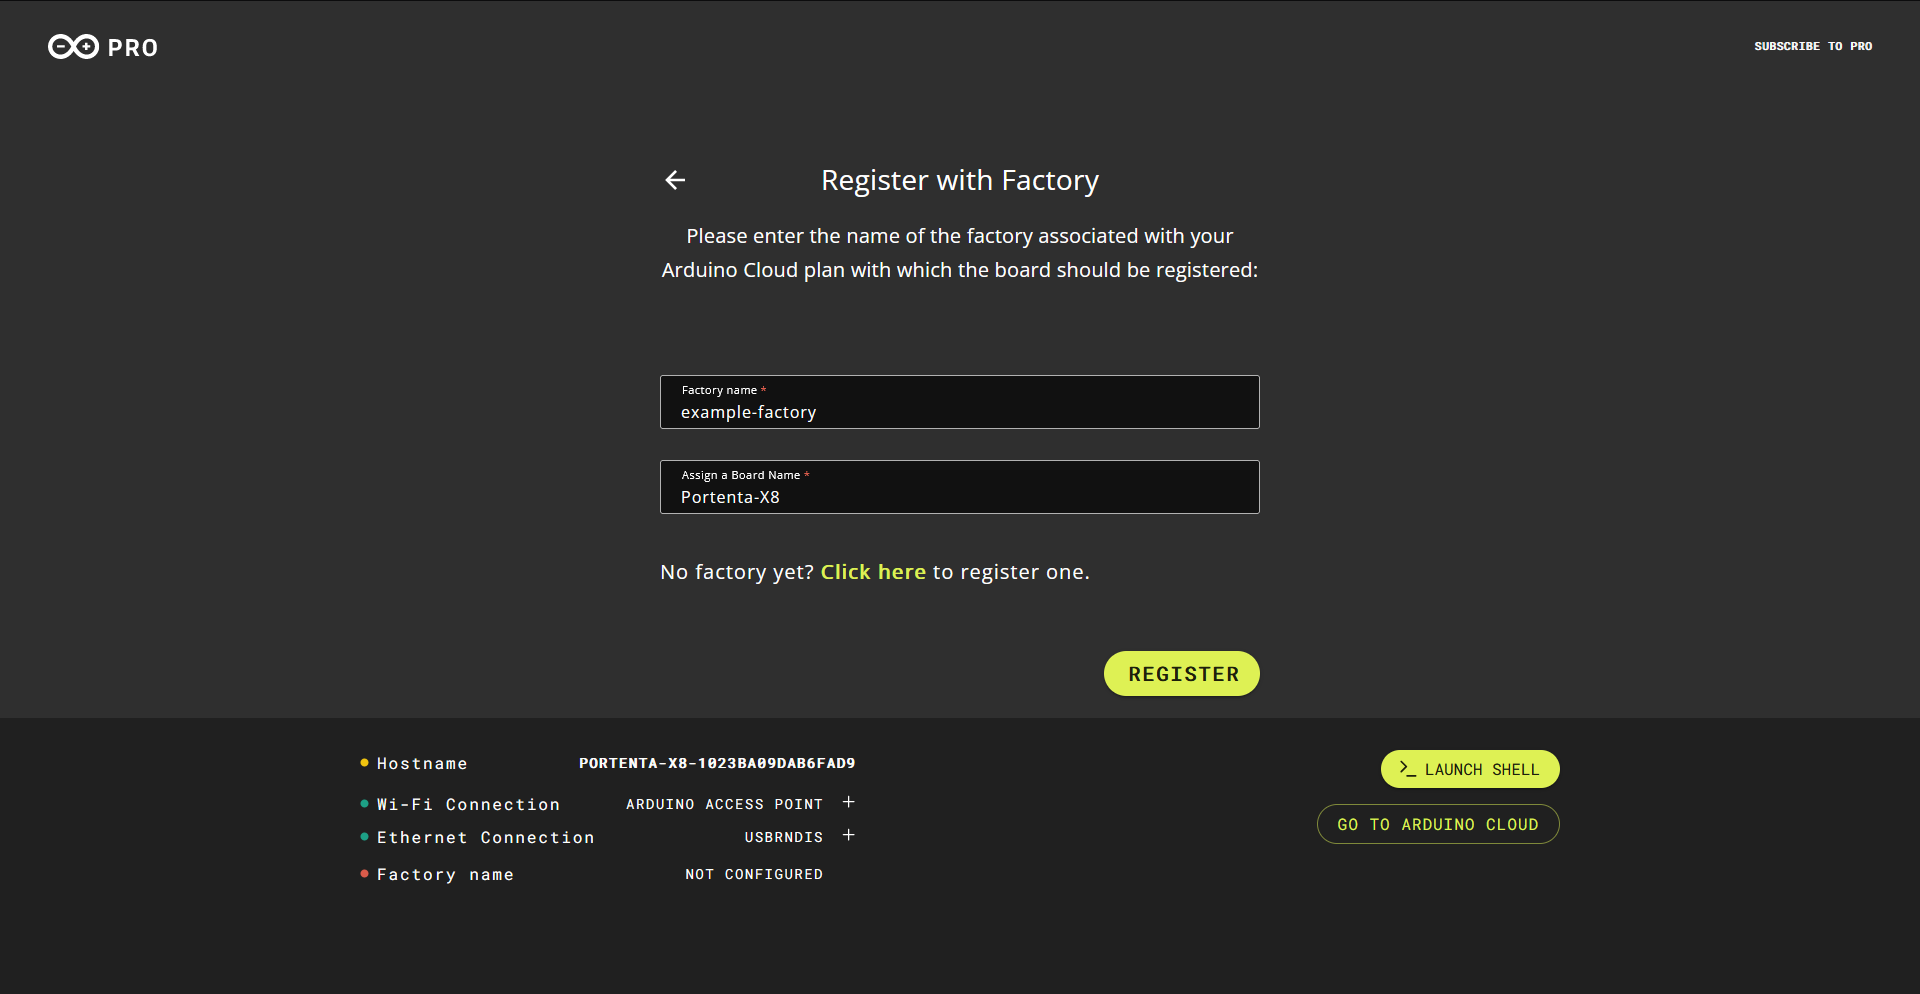 PRO
SUBSCRIBE TO PRO
Register with Factory
Please enter the name of the factory associated with your
Arduino Cloud plan with which the board should be registered:
Factory name *
example-factory
Assign a Board Name *
Portenta-X8
No factory yet? Click here to register one.
REGISTER
Hostname PORTENTA-X8-1023BA09DAB6FAD9
Wi-Fi Connection ARDUINO ACCESS POINT +
Ethernet Connection USBRNDIS +
Factory name NOT CONFIGURED
LAUNCH SHELL
GO TO ARDUINO CLOUD